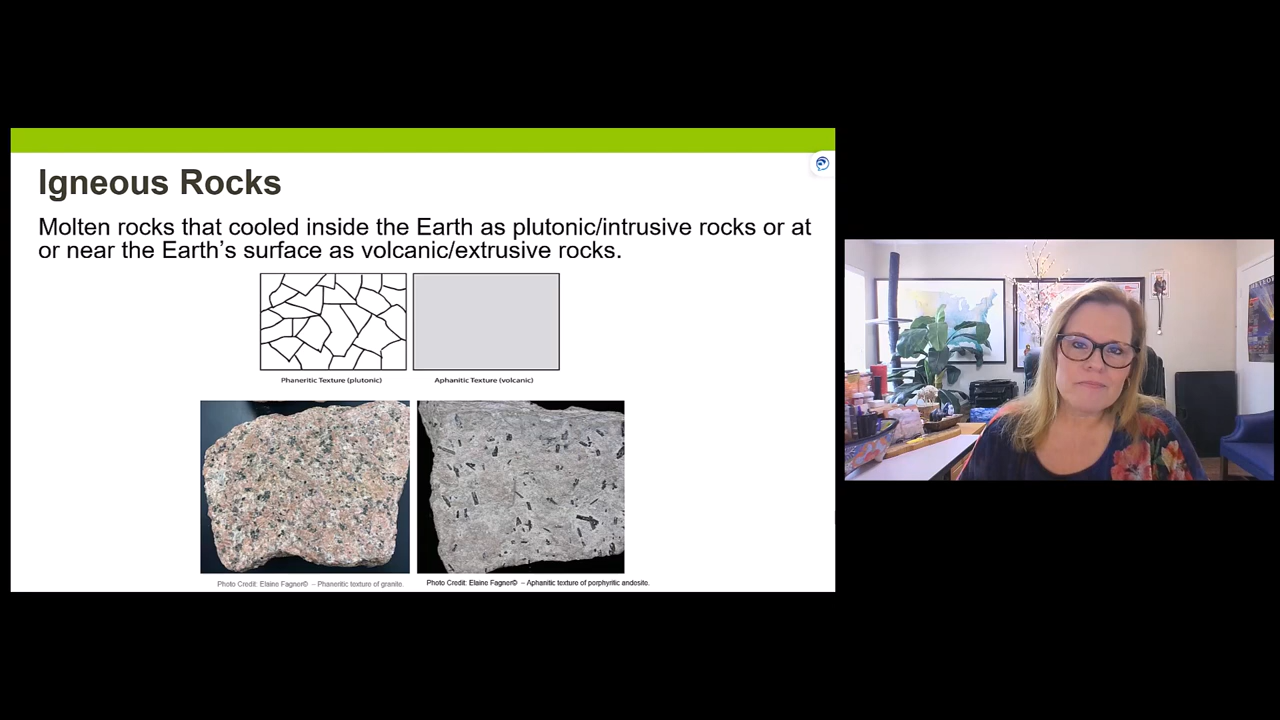 Igneous Rocks
Molten rocks that cooled inside the Earth as plutonic/intrusive rocks or at
or near the Earth's surface as volcanic/extrusive rocks.
Phaneritic Texture (plutonic)
Aphanitic Texture (volcanic)
Photo Credit: Elaine Fagner© – Phaneritic texture of granite.
Photo Credit: Elaine Fagner© – Aphanitic texture of porphyritic andesite.